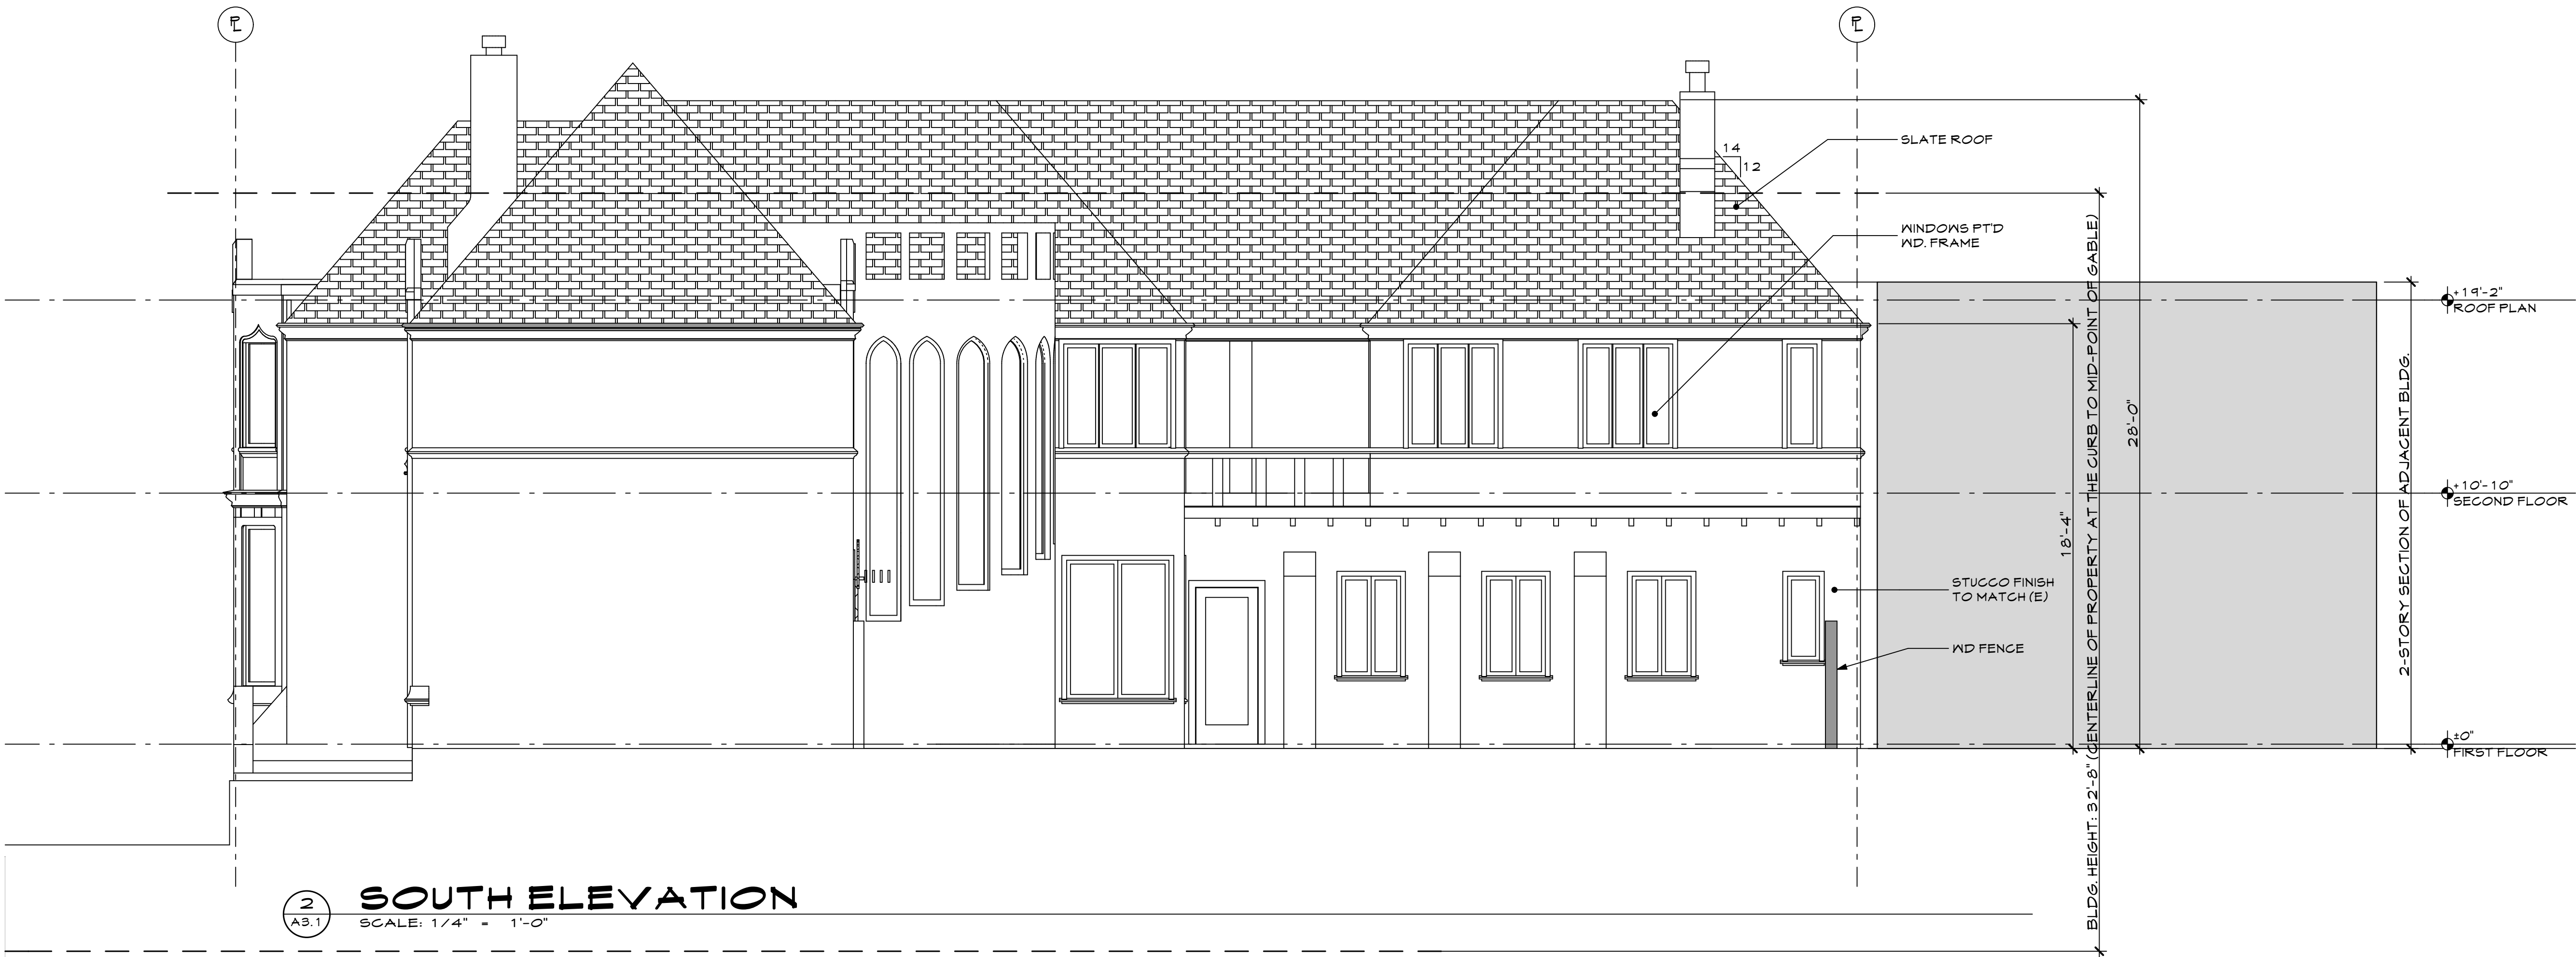 PL
PL
SLATE ROOF
14
12
WINDOWS PT'D
WD. FRAME
+19'-2"
ROOF PLAN
2-STORY SECTION OF ADJACENT BLDG.
28'-0"
BLDG. HEIGHT: 32'-8" (CENTERLINE OF PROPERTY AT THE CURB TO MID-POINT OF GABLE)
18'-4"
+10'-10"
SECOND FLOOR
STUCCO FINISH
TO MATCH (E)
WD FENCE
±0"
FIRST FLOOR
2
A3.1
SOUTH ELEVATION
SCALE: 1/4" = 1'-0"